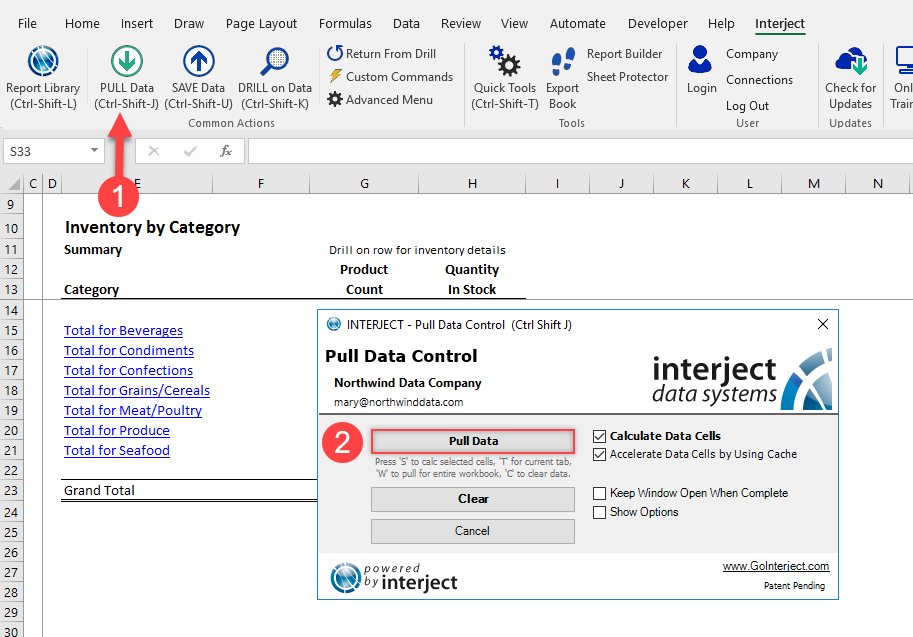 File Home Insert Draw Page Layout Formulas Data Review View Automate Developer Help Interject
Report Library
(Ctrl-Shift-L)
PULL Data
(Ctrl-Shift-J)
SAVE Data
(Ctrl-Shift-U)
DRILL on Data
(Ctrl-Shift-K)
Return From Drill
Custom Commands
Advanced Menu
Common Actions
Quick Tools
(Ctrl-Shift-T)
Export
Book
Report Builder
Sheet Protector
Tools
Login
Company
Connections
Log Out
User
Check for
Updates
Updates
Onl
Train
S33
fx
1
C D E F G H I J K L M N
9
10 Inventory by Category
11 Summary Drill on row for inventory details
12 Product Quantity
13 Category Count In Stock
14
15 Total for Beverages
16 Total for Condiments
17 Total for Confections
18 Total for Grains/Cereals
19 Total for Meat/Poultry
20 Total for Produce
21 Total for Seafood
22
23 Grand Total
24
25
26
27
28
29
30
INTERJECT - Pull Data Control (Ctrl Shift J)
Pull Data Control
Northwind Data Company
mary@northwinddata.com
interject
data systems
2
Pull Data
Press 'S' to calc selected cells, 'T' for current tab,
'W' to pull for entire workbook, 'C' to clear data.
Clear
Cancel
Calculate Data Cells
Accelerate Data Cells by Using Cache
Keep Window Open When Complete
Show Options
powered
by interject
www.GoInterject.com
Patent Pending